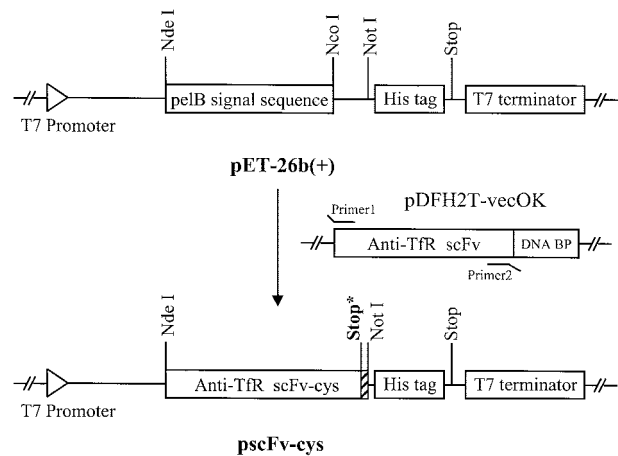 Nde I
Nco I
Not I
Stop
pelB signal sequence
His tag
T7 terminator
T7 Promoter
pET-26b(+)
pDFH2T-vecOK
Primer1
Anti-TfR scFv
DNA BP
Primer2
Nde I
Stop*
Not I
Stop
Anti-TfR scFv-cys
His tag
T7 terminator
T7 Promoter
pscFv-cys